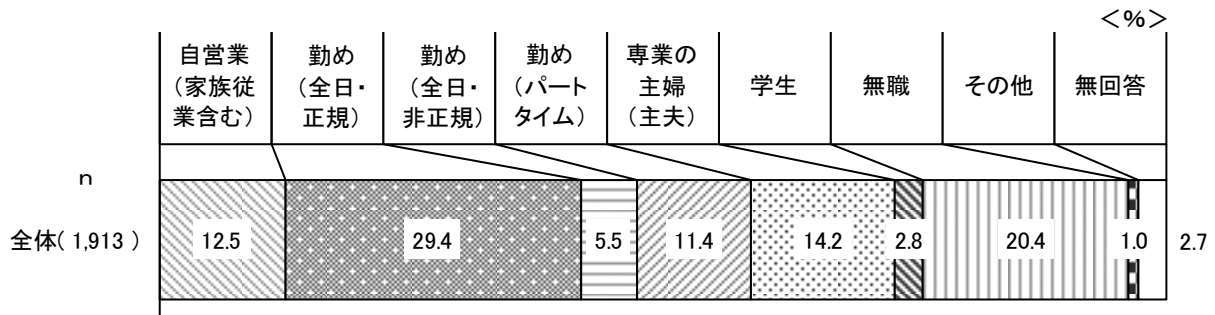 ＜%＞
自営業
（家族従
業含む）
勤め
（全日・
正規）
勤め
（全日・
非正規）
勤め
（パート
タイム）
専業の
主婦
（主夫）
学生
無職
その他
無回答
n
全体( 1,913 )
12.5
29.4
5.5
11.4
14.2
2.8
20.4
1.0
2.7